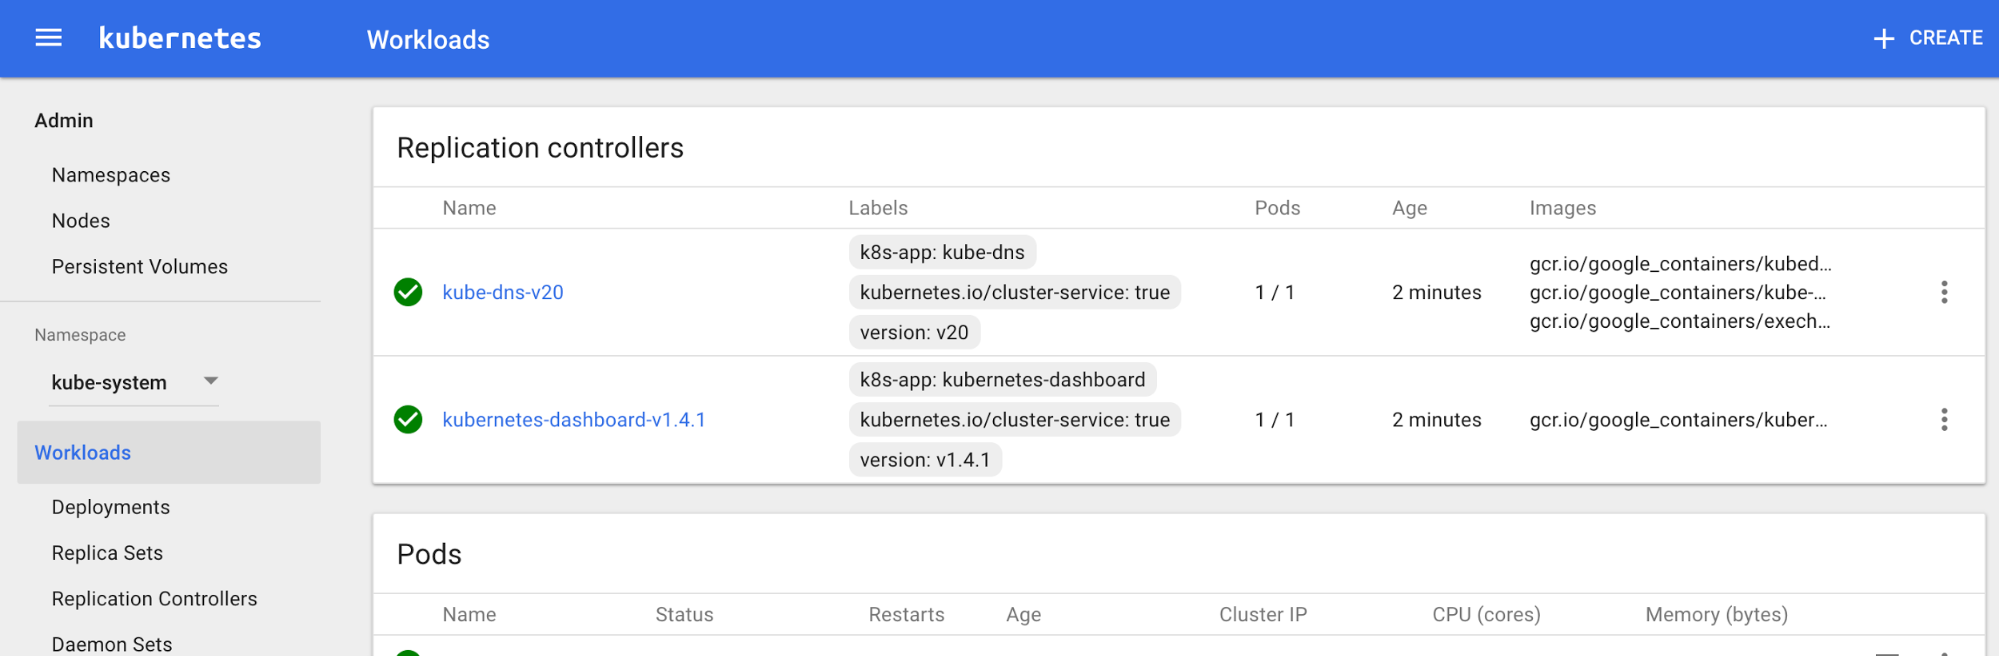 kubernetes
Workloads
CREATE
Admin
Namespaces
Nodes
Persistent Volumes
Namespace
kube-system
Workloads
Deployments
Replica Sets
Replication Controllers
Daemon Sets
Replication controllers
Name Labels Pods Age Images
kube-dns-v20
k8s-app: kube-dns
kubernetes.io/cluster-service: true
version: v20
1 / 1
2 minutes
gcr.io/google_containers/kubed...
gcr.io/google_containers/kube-...
gcr.io/google_containers/exech...
kubernetes-dashboard-v1.4.1
k8s-app: kubernetes-dashboard
kubernetes.io/cluster-service: true
version: v1.4.1
1 / 1
2 minutes
gcr.io/google_containers/kuber...
Pods
Name Status Restarts Age Cluster IP CPU (cores) Memory (bytes)